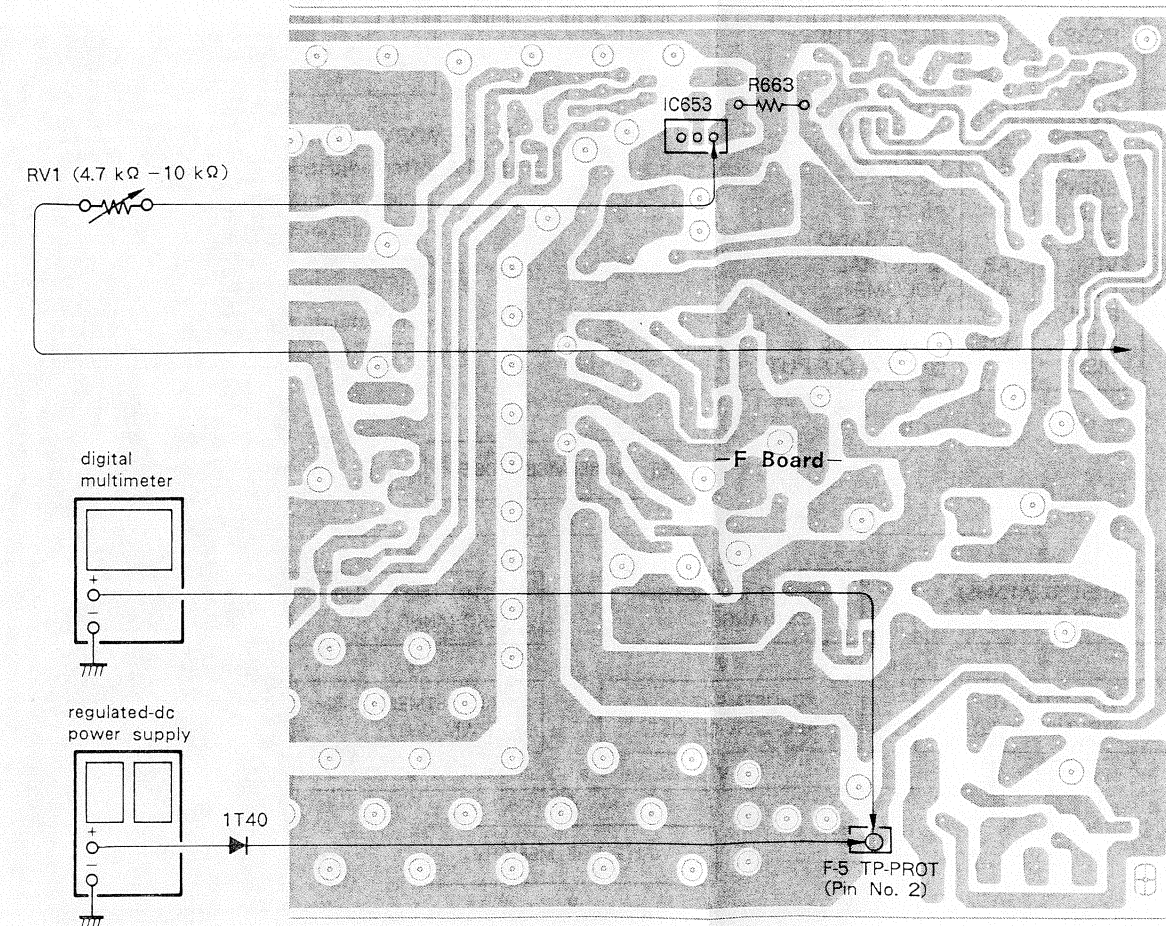 R663
IC653
RV1 (4.7 kΩ – 10 kΩ)
digital
multimeter
–F Board–
+
–
regulated-dc
power supply
1T40
+
–
F-5 TP-PROT
(Pin No. 2)